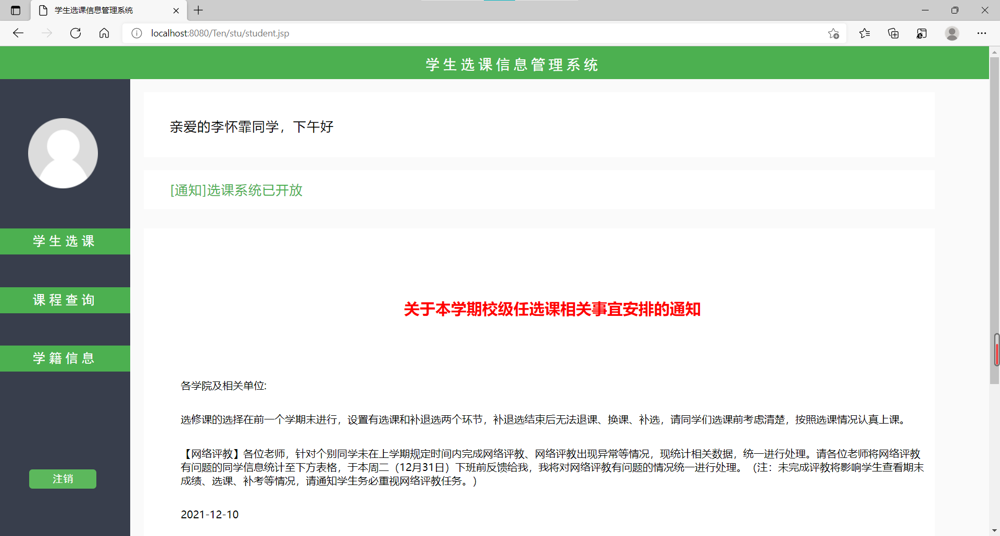 学生选课信息管理系统
localhost:8080/Ten/stu/student.jsp
学生选课信息管理系统
亲爱的李怀霏同学，下午好
[通知]选课系统已开放
学生选课
课程查询
学籍信息
注销
关于本学期校级任选课相关事宜安排的通知
各学院及相关单位:
选修课的选择在前一个学期末进行，设置有选课和补退选两个环节，补退选结束后无法退课、换课、补选，请同学们选课前考虑清楚，按照选课情况认真上课。
【网络评教】各位老师，针对个别同学未在上学期规定时间内完成网络评教、网络评教出现异常等情况，现统计相关数据，统一进行处理。请各位老师将网络评教
有问题的同学信息统计至下方表格，于本周二（12月31日）下班前反馈给我，我将对网络评教有问题的情况统一进行处理。（注：未完成评教将影响学生查看期末
成绩、选课、补考等情况，请通知学生务必重视网络评教任务。）
2021-12-10